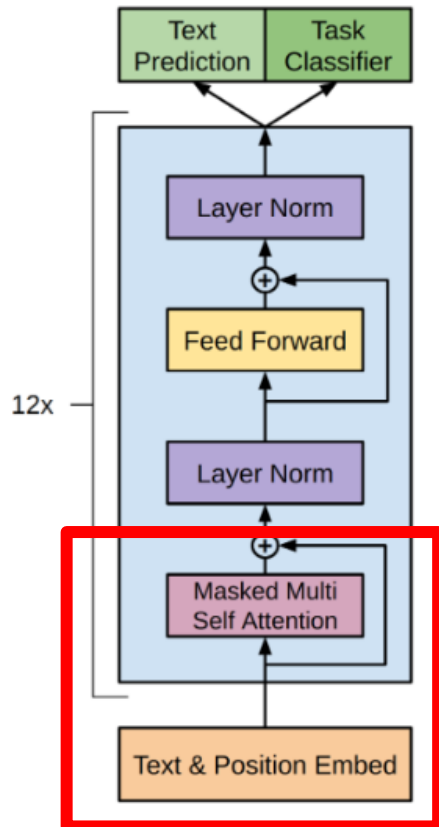 Text
Prediction
Task
Classifier
Layer Norm
Feed Forward
12x
Layer Norm
Masked Multi
Self Attention
Text & Position Embed